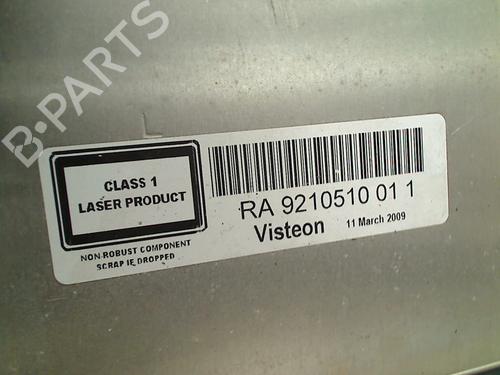 B-PARTS
CLASS 1
LASER PRODUCT
NON-ROBUST COMPONENT
SCRAP IF DROPPED
RA 9210510 01 1
Visteon 11 March 2009